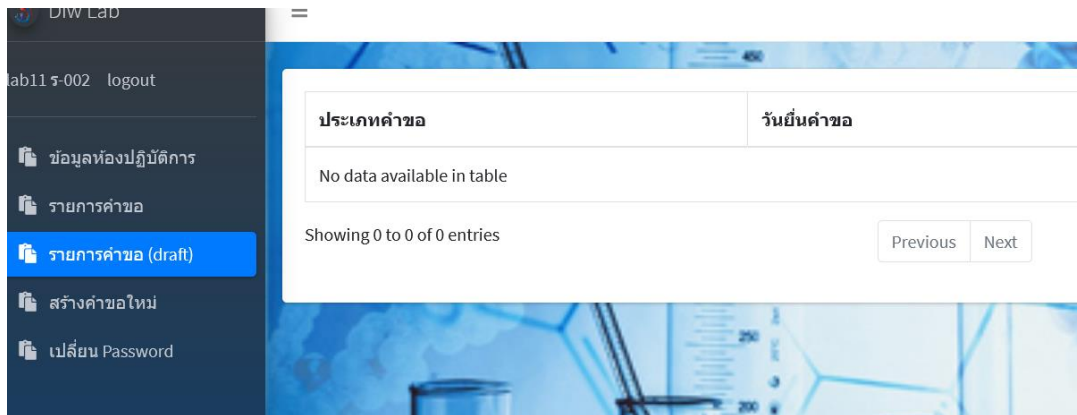 DIW Lab
lab11 ร-002 logout
ข้อมูลห้องปฏิบัติการ
รายการคำขอ
รายการคำขอ (draft)
สร้างคำขอใหม่
เปลี่ยน Password
ประเภทคำขอ วันยื่นคำขอ
No data available in table
Showing 0 to 0 of 0 entries
Previous Next
450
250
200